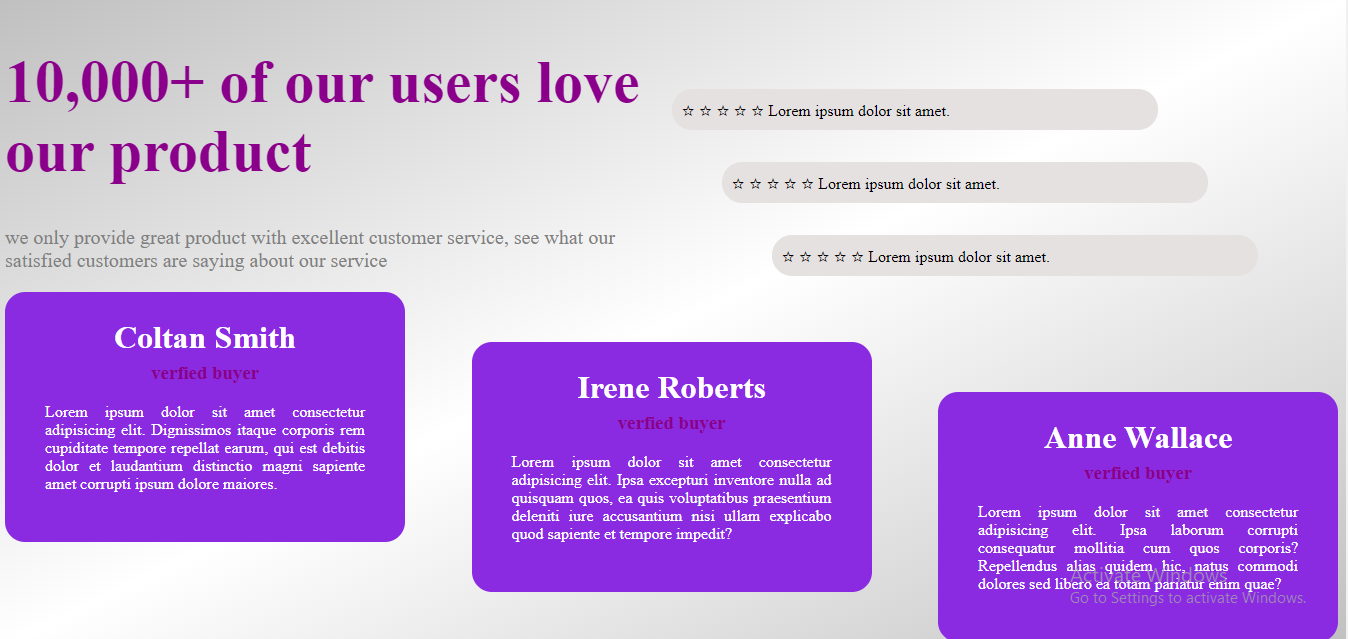 10,000+ of our users love
our product
we only provide great product with excellent customer service, see what our
satisfied customers are saying about our service
☆ ☆ ☆ ☆ ☆ Lorem ipsum dolor sit amet.
☆ ☆ ☆ ☆ ☆ Lorem ipsum dolor sit amet.
☆ ☆ ☆ ☆ ☆ Lorem ipsum dolor sit amet.
Coltan Smith
verfied buyer
Lorem ipsum dolor sit amet consectetur
adipisicing elit. Dignissimos itaque corporis rem
cupiditate tempore repellat earum, qui est debitis
dolor et laudantium distinctio magni sapiente
amet corrupti ipsum dolore maiores.
Irene Roberts
verfied buyer
Lorem ipsum dolor sit amet consectetur
adipisicing elit. Ipsa excepturi inventore nulla ad
quisquam quos, ea quis voluptatibus praesentium
deleniti iure accusantium nisi ullam explicabo
quod sapiente et tempore impedit?
Anne Wallace
verfied buyer
Lorem ipsum dolor sit amet consectetur
adipisicing elit. Ipsa laborum corrupti
consequatur mollitia cum quos corporis?
Repellendus alias quidem hic, natus commodi
dolores sed libero ea totam pariatur enim quae?
Activate Windows
Go to Settings to activate Windows.